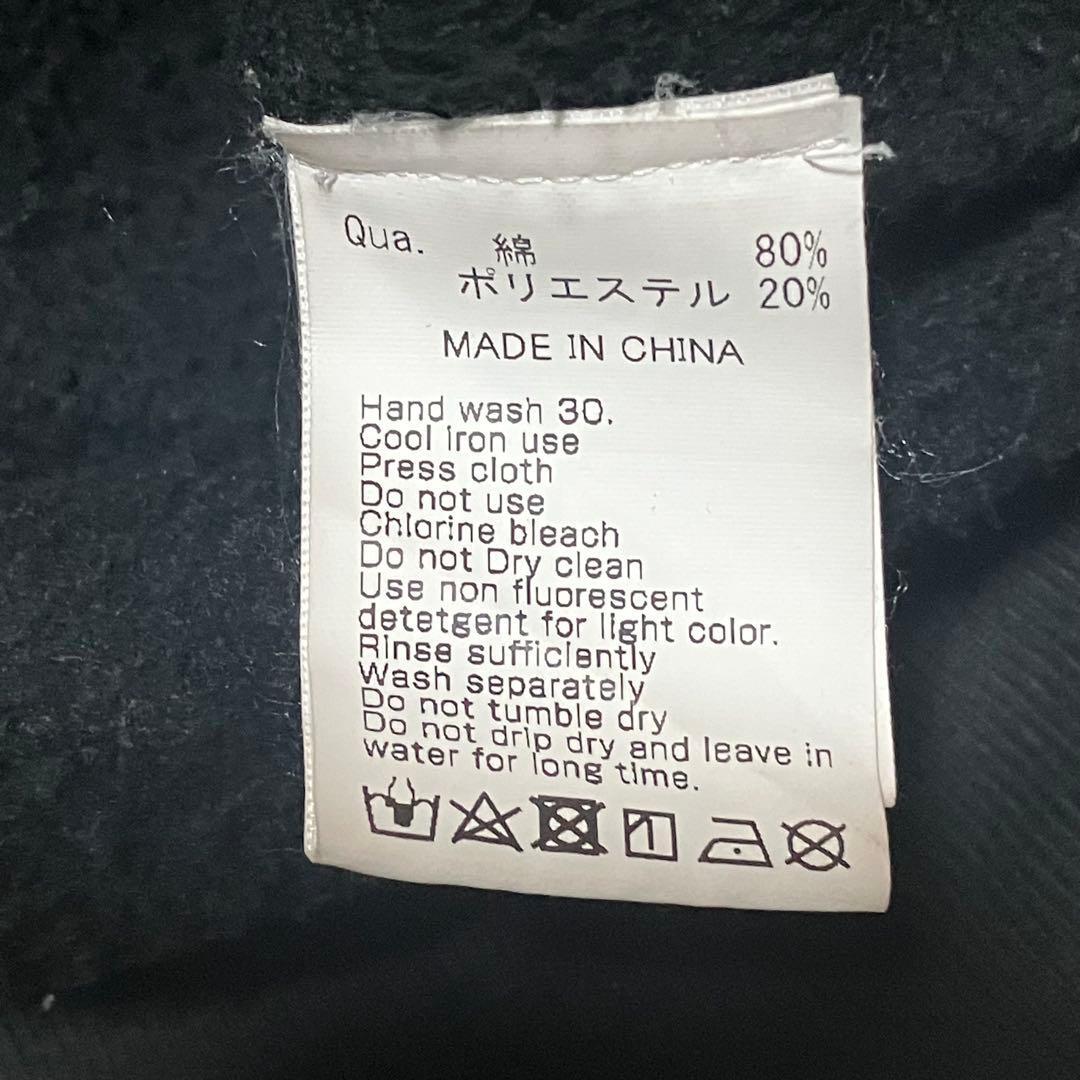 Qua. 綿 80%
ポリエステル 20%
MADE IN CHINA
Hand wash 30.
Cool iron use
Press cloth
Do not use
Chlorine bleach
Do not Dry clean
Use non fluorescent
detetgent for light color.
Rinse sufficiently
Wash separately
Do not tumble dry
Do not drip dry and leave in
water for long time.